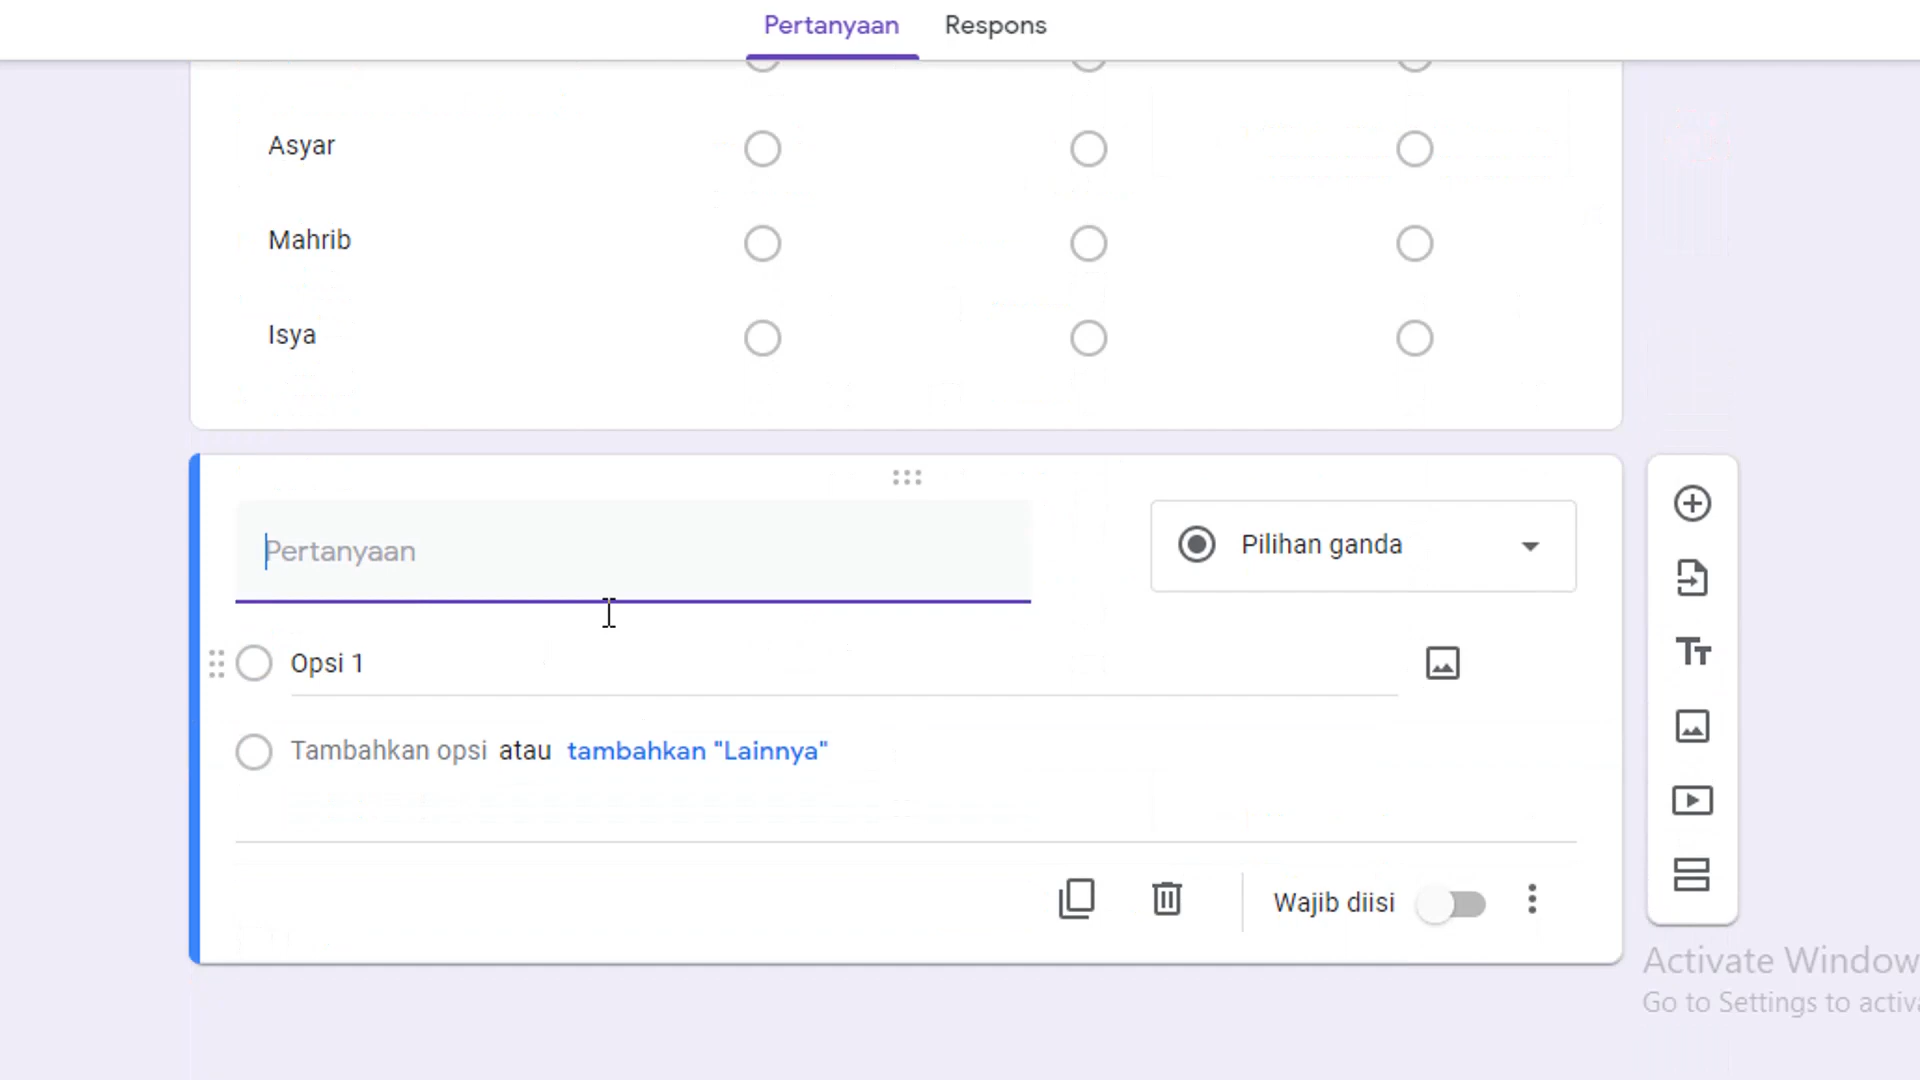 Pertanyaan Respons
Asyar
Mahrib
Isya
Pertanyaan
Pilihan ganda
Opsi 1
Tambahkan opsi atau tambahkan "Lainnya"
Wajib diisi
Activate Window
Go to Settings to activa